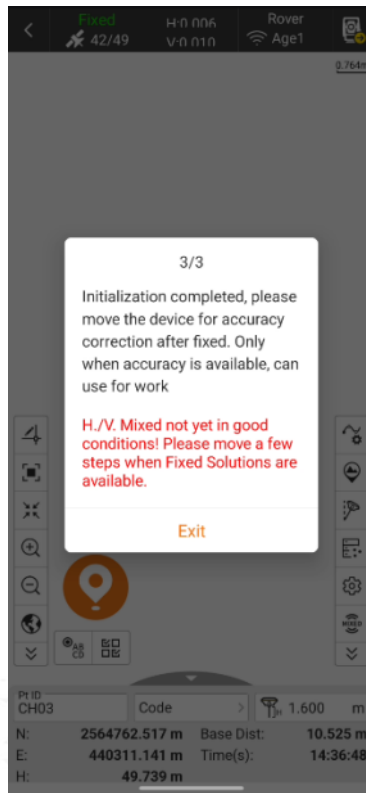 Fixed H:0.006 Rover
42/49 V:0.010 Age1
0.764m
3/3
Initialization completed, please
move the device for accuracy
correction after fixed. Only
when accuracy is available, can
use for work
H./V. Mixed not yet in good
conditions! Please move a few
steps when Fixed Solutions are
available.
Exit
AB
CD
MIXED
Pt ID
CH03 Code 1.600 m
N: 2564762.517 m Base Dist: 10.525 m
E: 440311.141 m Time(s): 14:36:48
H: 49.739 m